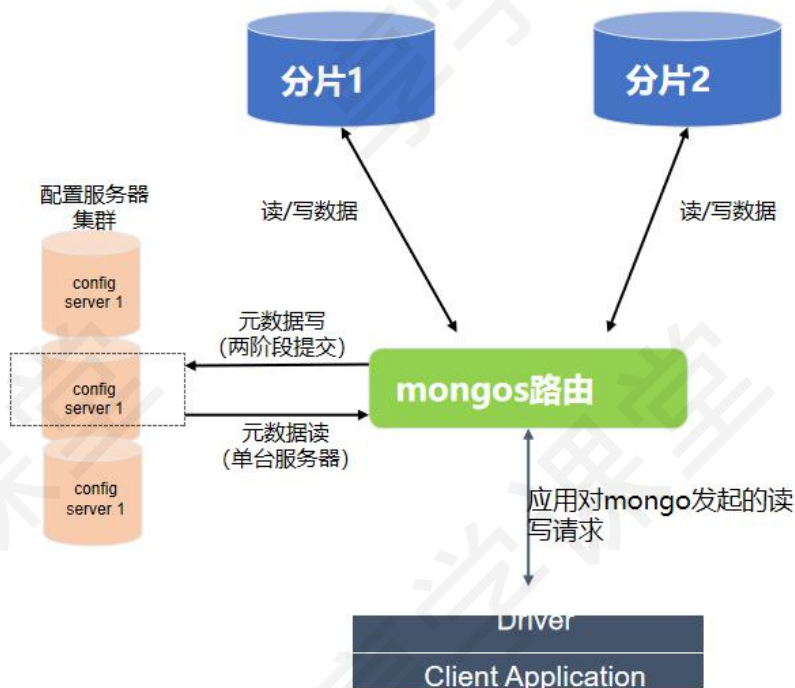 分片1
分片2
配置服务器
集群
读/写数据
读/写数据
config
server 1
元数据写
(两阶段提交)
config
server 1
mongos路由
元数据读
(单台服务器)
config
server 1
应用对mongo发起的读
写请求
Driver
Client Application